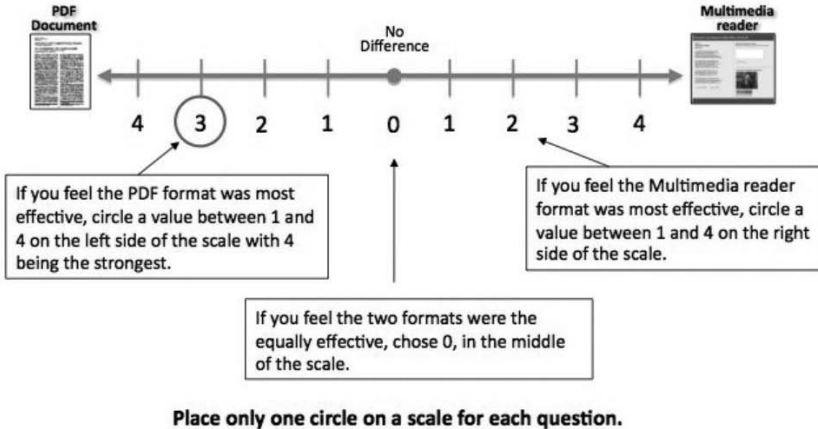 PDF
Document
No
Difference
Multimedia
reader
4 3 2 1 0 1 2 3 4
If you feel the PDF format was most
effective, circle a value between 1 and
4 on the left side of the scale with 4
being the strongest.
If you feel the Multimedia reader
format was most effective, circle a
value between 1 and 4 on the right
side of the scale.
If you feel the two formats were the
equally effective, chose 0, in the middle
of the scale.
Place only one circle on a scale for each question.